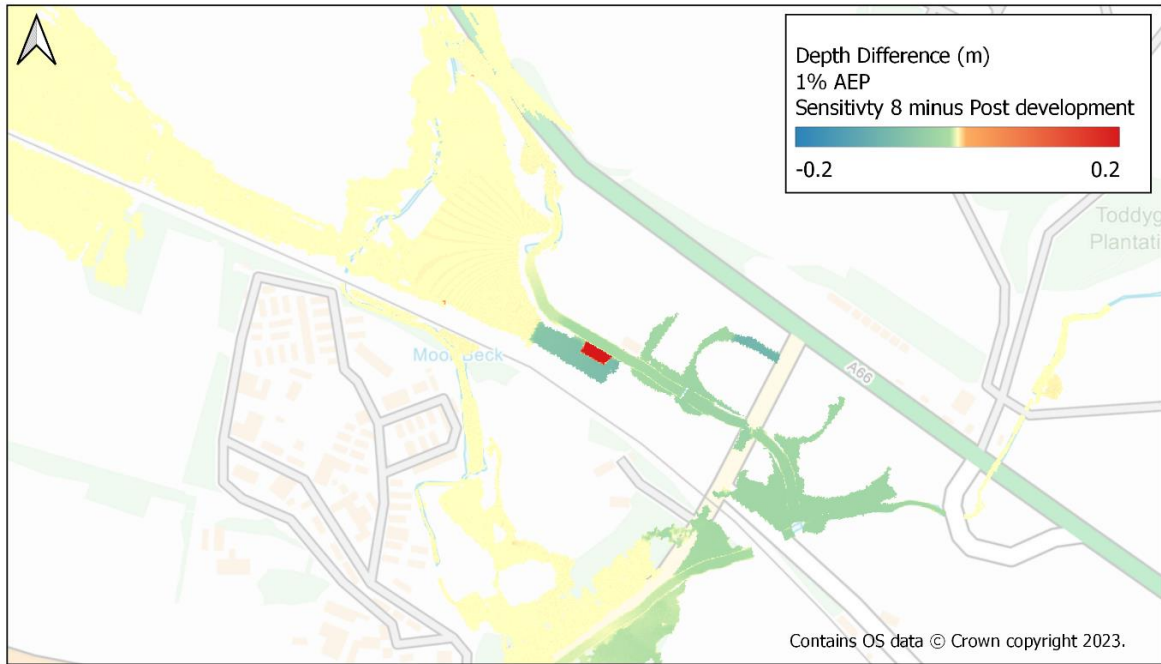 Depth Difference (m)
1% AEP
Sensitivty 8 minus Post development
-0.2 0.2
Toddyg
Plantati
Moor Beck
A66
Contains OS data © Crown copyright 2023.